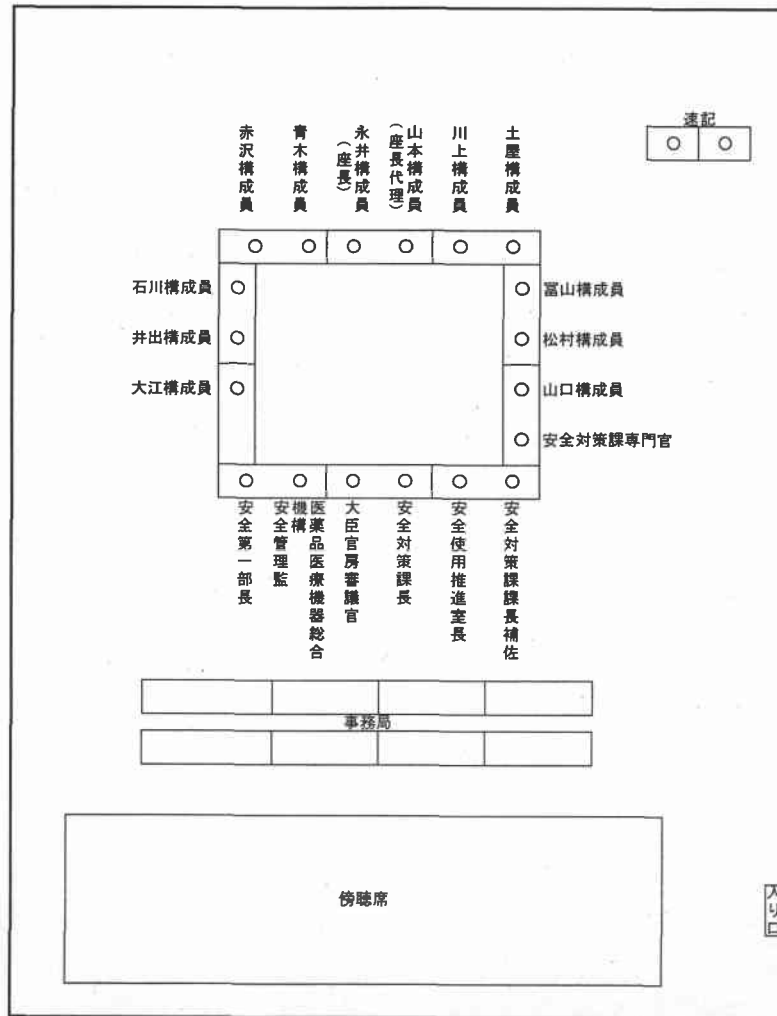 速記
赤沢構成員
青木構成員
永井構成員
（座長）
山本構成員
（座長代理）
川上構成員
土屋構成員
石川構成員
冨山構成員
井出構成員
松村構成員
大江構成員
山口構成員
安全対策課専門官
安全第一部長
医薬品医療機器総合
機構
安全管理監
大臣官房審議官
安全対策課長
安全使用推進室長
安全対策課課長補佐
事務局
傍聴席
入り口